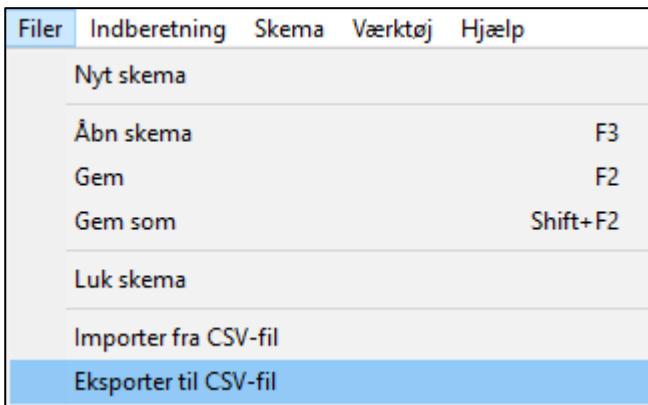 Filer Indberetning Skema Værktøj Hjælp
Nyt skema
Åbn skema F3
Gem F2
Gem som Shift+F2
Luk skema
Importer fra CSV-fil
Eksporter til CSV-fil